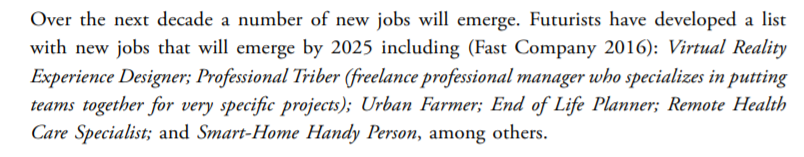 Over the next decade a number of new jobs will emerge. Futurists have developed a list
with new jobs that will emerge by 2025 including (Fast Company 2016): Virtual Reality
Experience Designer; Professional Triber (freelance professional manager who specializes in putting
teams together for very specific projects); Urban Farmer; End of Life Planner; Remote Health
Care Specialist; and Smart-Home Handy Person, among others.